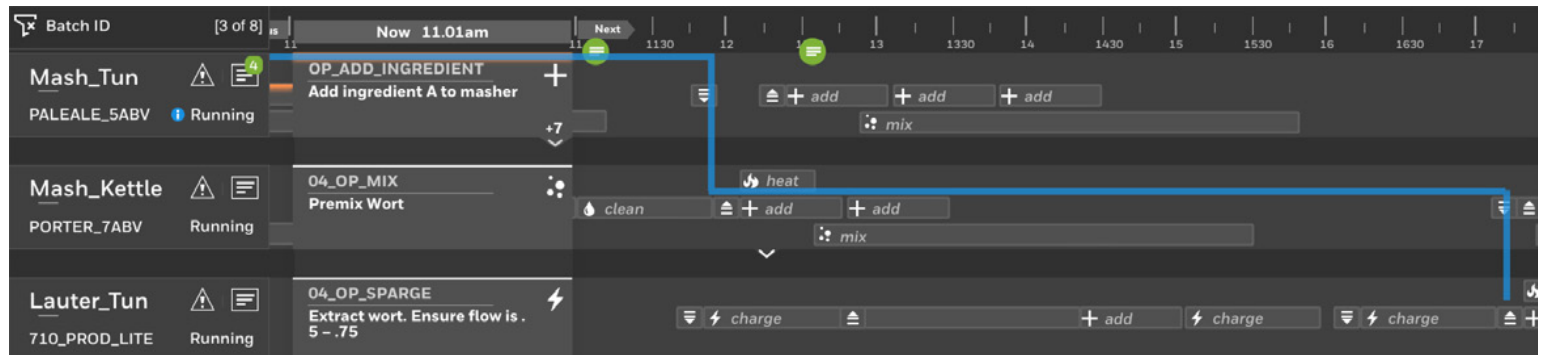 Batch ID [3 of 8] us Now 11.01am Next
11 11 1130 12 13 1330 14 1430 15 1530 16 1630 17
Mash_Tun 4 OP_ADD_INGREDIENT
Add ingredient A to masher
add add add
PALEALE_5ABV Running
+7 mix
Mash_Kettle 04_OP_MIX heat
Premix Wort clean add add
PORTER_7ABV Running mix
Lauter_Tun 04_OP_SPARGE
Extract wort. Ensure flow is . charge add charge charge
5 – .75
710_PROD_LITE Running